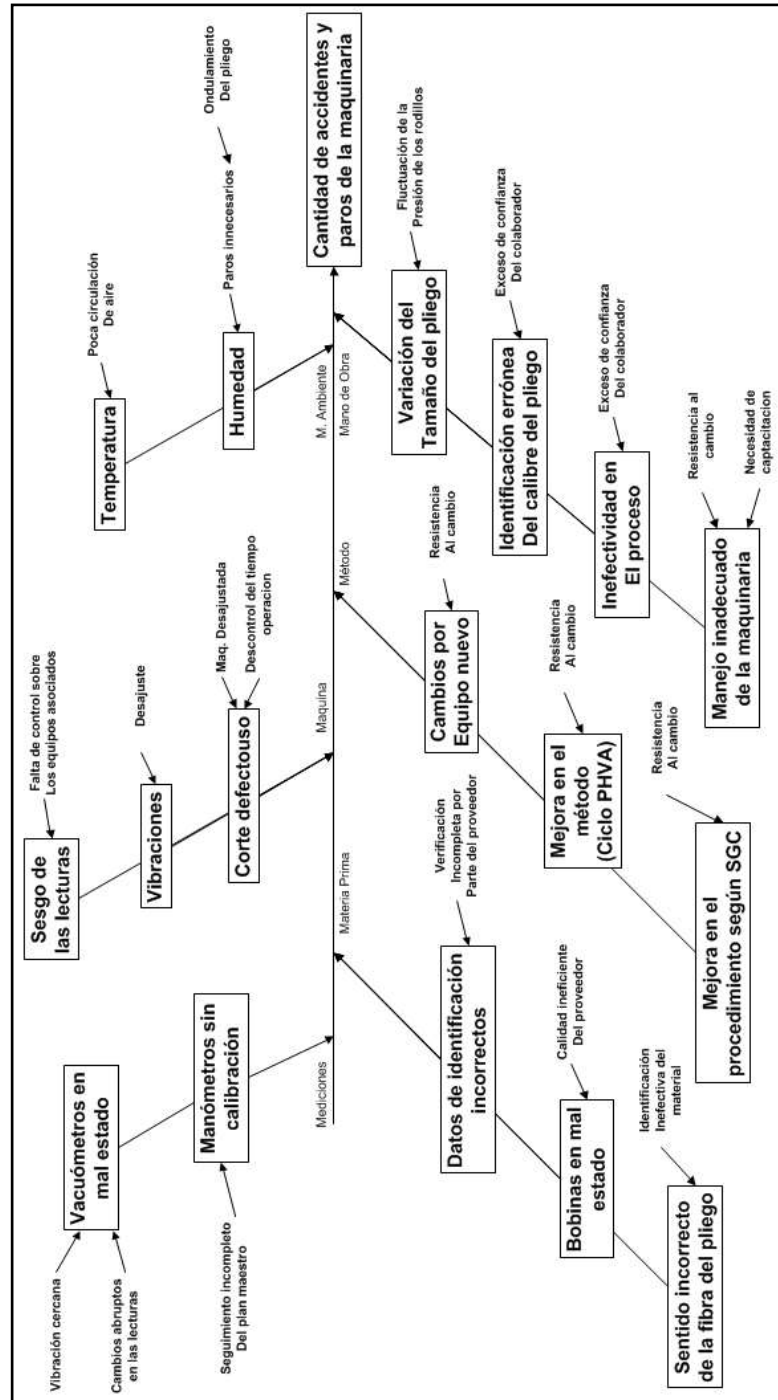 Vibración cercana
Cambios abruptos
en las lecturas
Vacuómetros en
mal estado
Seguimiento incompleto
Del plan maestro
Manómetros sin
calibración
Mediciones
Falta de control sobre
Los equipos asociados
Sesgo de
las lecturas
Desajuste
Vibraciones
Maq. Desajustada
Descontrol del tiempo
operacion
Corte defectouso
Maquina
Poca circulación
De aire
Temperatura
Ondulamiento
Del pliego
Paros innecesarios
Humedad
M. Ambiente
Cantidad de accidentes y
paros de la maquinaria
Materia Prima
Verificación
Incompleta por
Parte del proveedor
Datos de identificación
incorrectos
Calidad ineficiente
Del proveedor
Bobinas en mal
estado
Identificación
Inefectiva del
material
Sentido incorrecto
de la fibra del pliego
Método
Resistencia
Al cambio
Cambios por
Equipo nuevo
Resistencia
Al cambio
Mejora en el
método
(Ciclo PHVA)
Resistencia
Al cambio
Mejora en el
procedimiento según SGC
Mano de Obra
Fluctuación de la
Presión de los rodillos
Variación del
Tamaño del pliego
Exceso de confianza
Del colaborador
Identificación errónea
Del calibre del pliego
Exceso de confianza
Del colaborador
Inefectividad en
El proceso
Resistencia al
cambio
Necesidad de
captacitacion
Manejo inadecuado
de la maquinaria